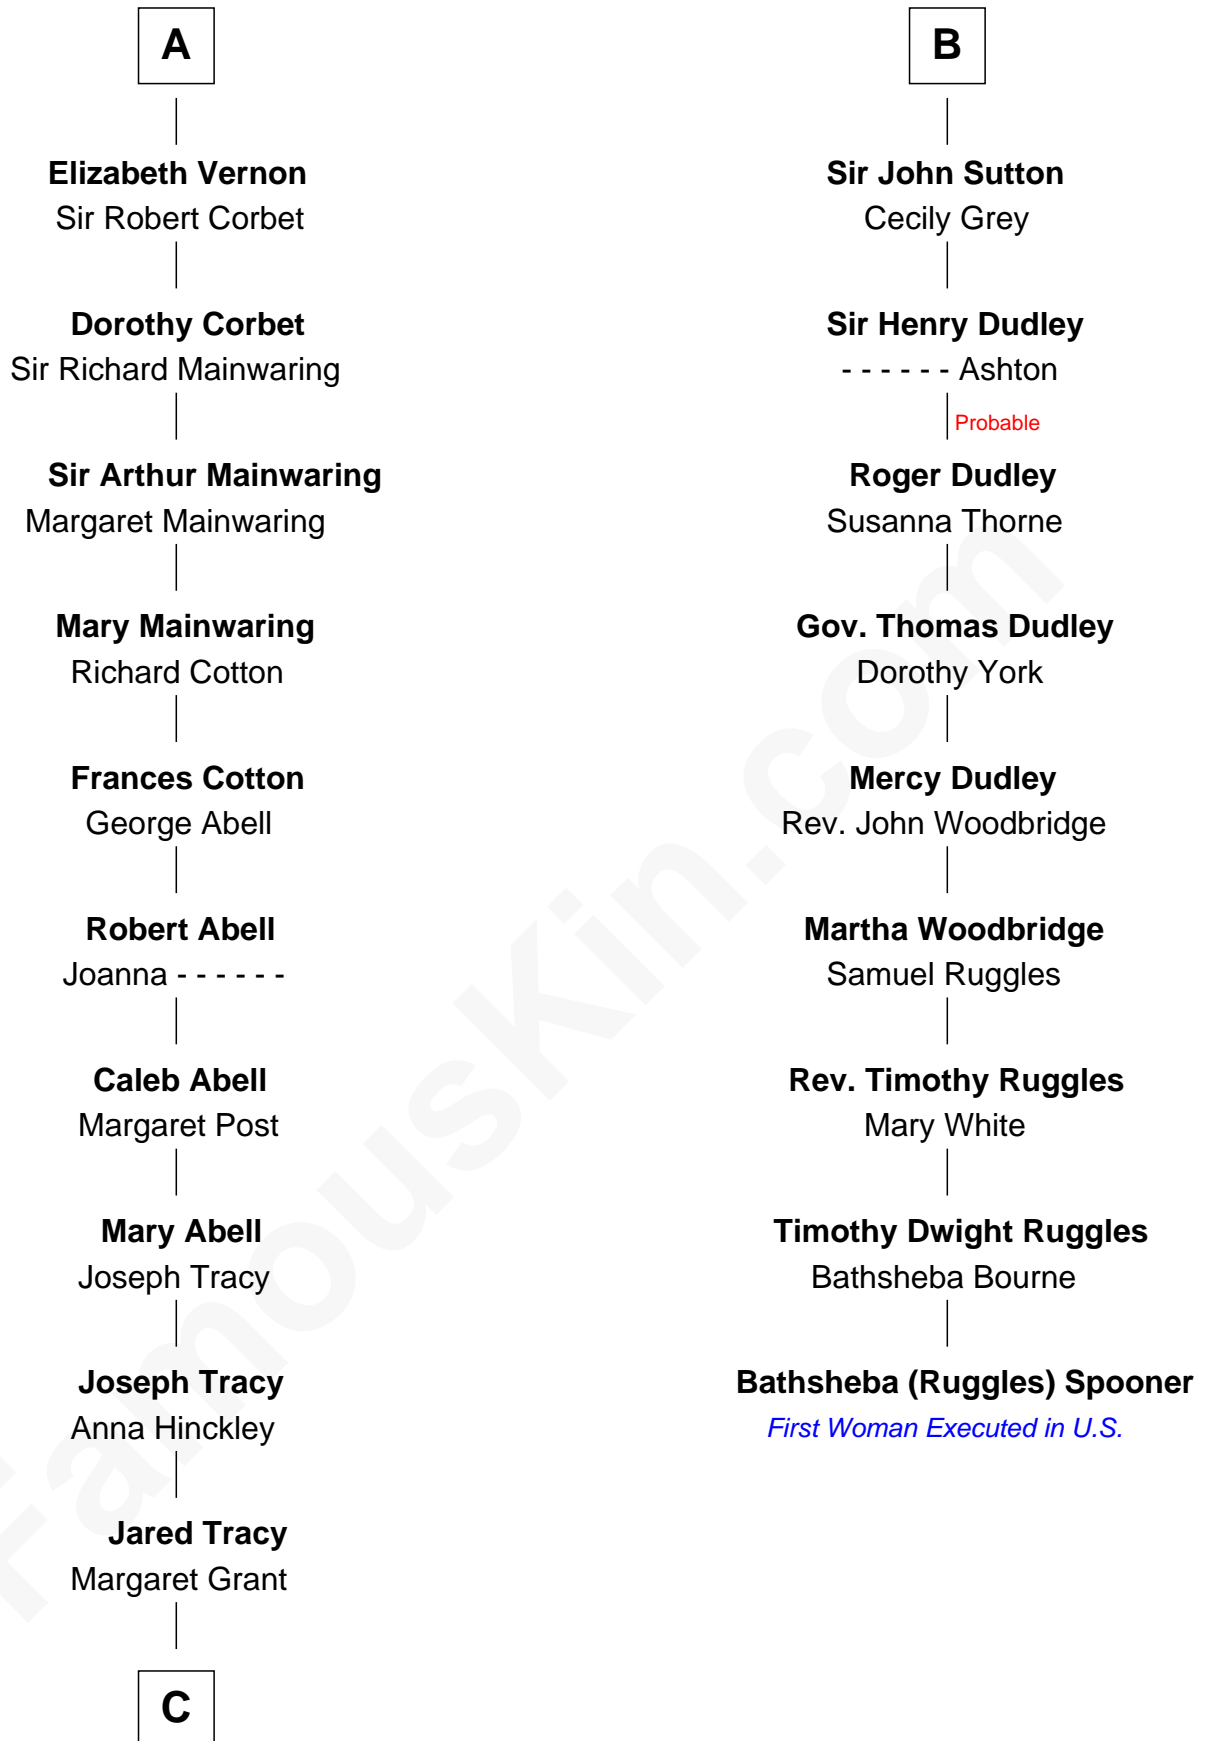 A
Elizabeth Vernon
Sir Robert Corbet
Dorothy Corbet
Sir Richard Mainwaring
Sir Arthur Mainwaring
Margaret Mainwaring
Mary Mainwaring
Richard Cotton
Frances Cotton
George Abell
Robert Abell
Joanna - - - - - -
Caleb Abell
Margaret Post
Mary Abell
Joseph Tracy
Joseph Tracy
Anna Hinckley
Jared Tracy
Margaret Grant
C
B
Sir John Sutton
Cecily Grey
Sir Henry Dudley
- - - - - - Ashton
Probable
Roger Dudley
Susanna Thorne
Gov. Thomas Dudley
Dorothy York
Mercy Dudley
Rev. John Woodbridge
Martha Woodbridge
Samuel Ruggles
Rev. Timothy Ruggles
Mary White
Timothy Dwight Ruggles
Bathsheba Bourne
Bathsheba (Ruggles) Spooner
First Woman Executed in U.S.
FamousKin.com